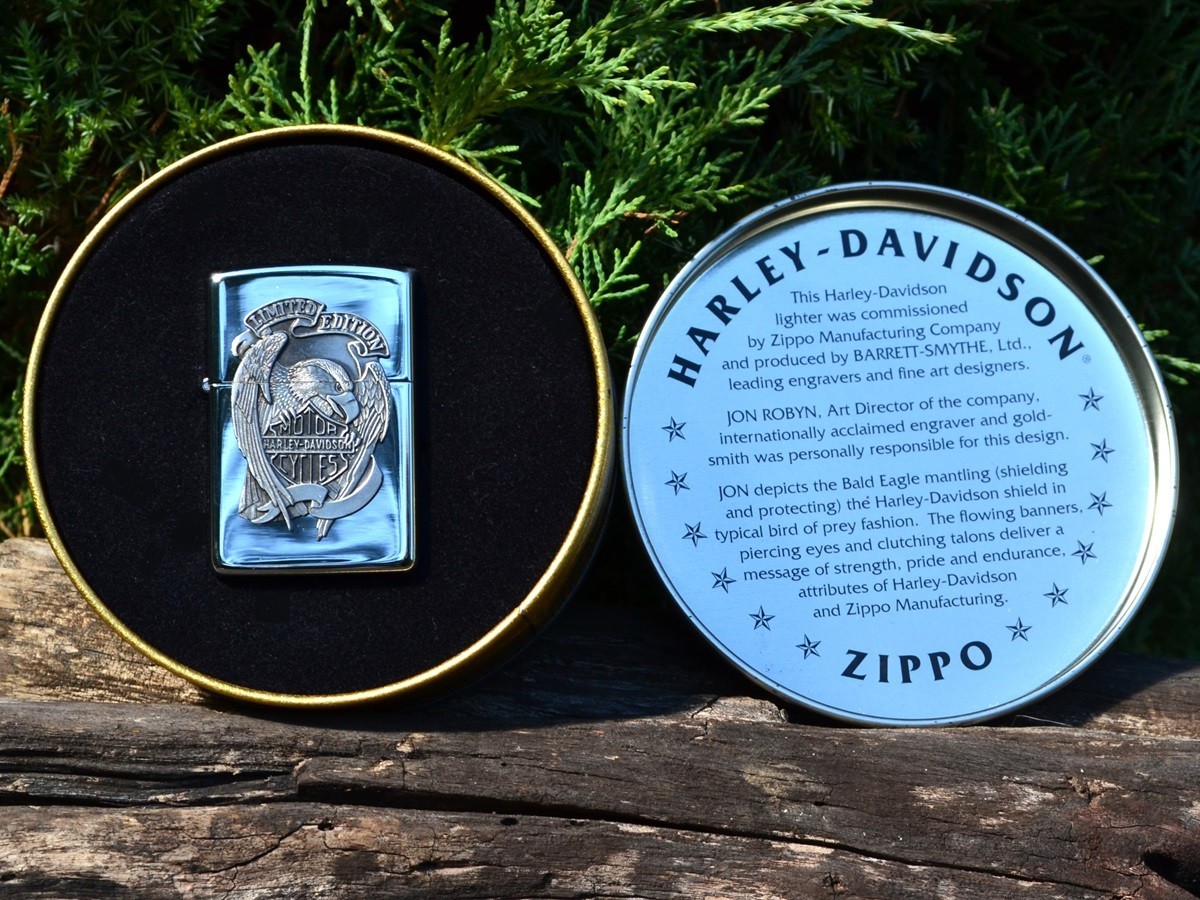 LIMITED
EDITION
MOTOR
HARLEY-DAVIDSON
CYCLES
HARLEY-DAVIDSON®
This Harley-Davidson
lighter was commissioned
by Zippo Manufacturing Company
and produced by BARRETT-SMYTHE, Ltd.,
leading engravers and fine art designers.
JON ROBYN, Art Director of the company,
internationally acclaimed engraver and gold-
smith was personally responsible for this design.
JON depicts the Bald Eagle mantling (shielding
and protecting) the Harley-Davidson shield in
typical bird of prey fashion. The flowing banners,
piercing eyes and clutching talons deliver a
message of strength, pride and endurance,
attributes of Harley-Davidson
and Zippo Manufacturing.
ZIPPO